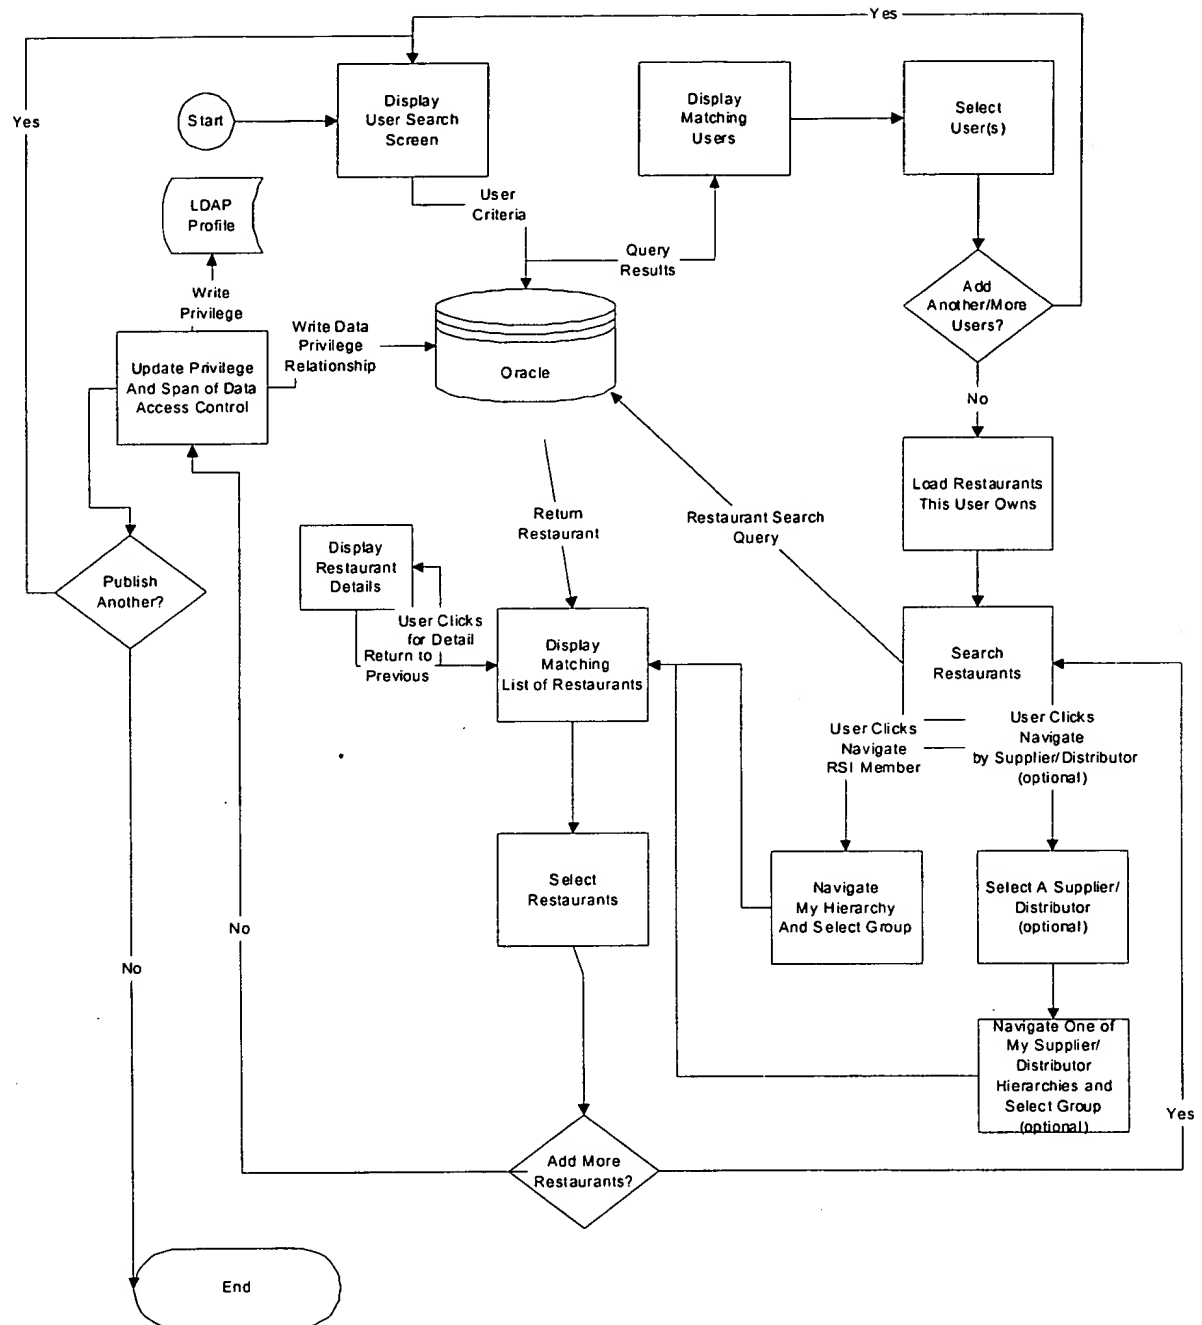 Yes
Yes
Start
Display
User Search
Screen
Display
Matching
Users
Select
User(s)
LDAP
Profile
User
Criteria
Query
Results
Add
Another/More
Users?
Write
Privilege
Write Data
Privilege
Relationship
Oracle
Update Privilege
And Span of Data
Access Control
No
Load Restaurants
This User Owns
Return
Restaurant
Restaurant Search
Query
Display
Restaurant
Details
Publish
Another?
User Clicks
for Detail
Return to
Previous
Display
Matching
List of Restaurants
Search
Restaurants
User Clicks
Navigate
RSI Member
User Clicks
Navigate
by Supplier/Distributor
(optional)
Select
Restaurants
Navigate
My Hierarchy
And Select Group
Select A Supplier/
Distributor
(optional)
No
No
Navigate One of
My Supplier/
Distributor
Hierarchies and
Select Group
(optional)
Yes
Add More
Restaurants?
End